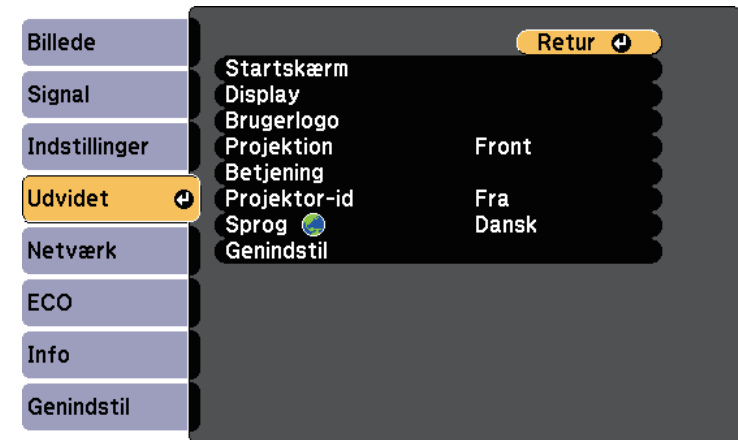 Billede
Signal
Indstillinger
Udvidet
Netværk
ECO
Info
Genindstil
Retur
Startskærm
Display
Brugerlogo
Projektion Front
Betjening
Projektor-id Fra
Sprog Dansk
Genindstil